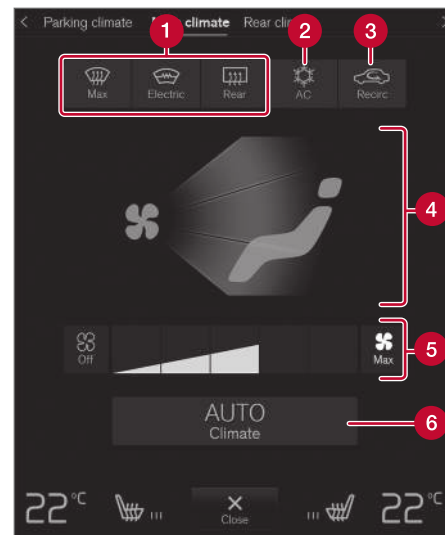 Parking climate climate Rear
1 2 3
Max Electric Rear AC Recirc
4
Off Max 5
AUTO
Climate 6
22°C Close 22°C